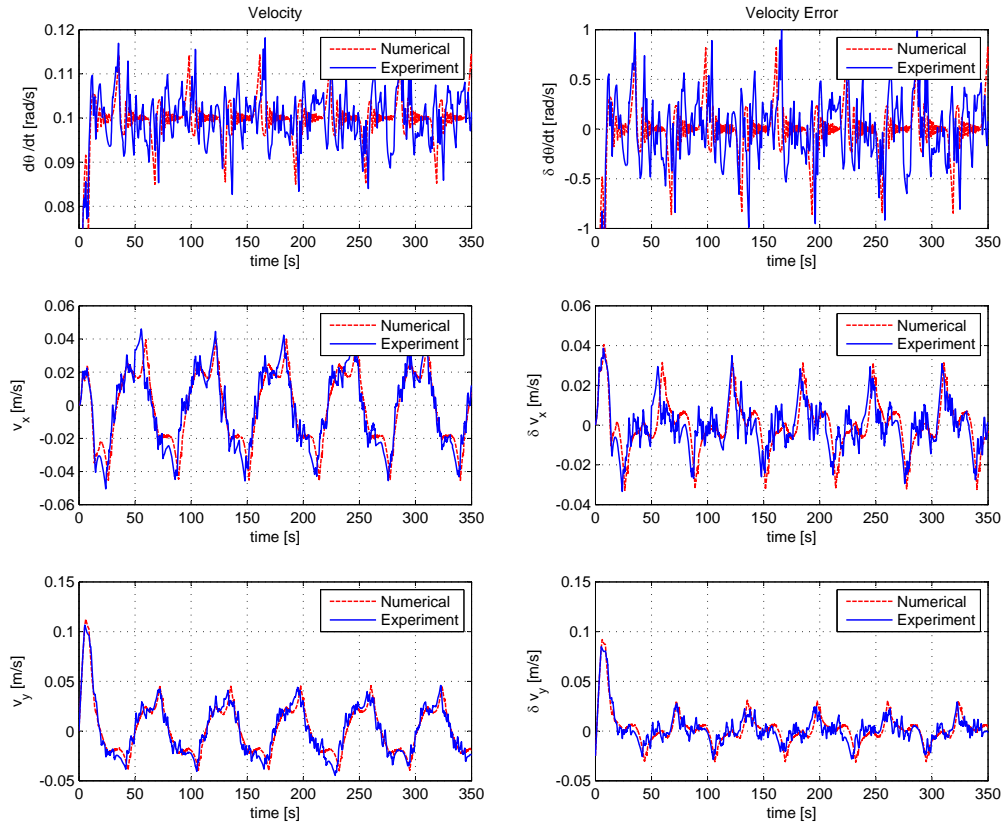 Velocity
0.12
0.11
0.1
0.09
0.08
dθ/dt [rad/s]
0 50 100 150 200 250 300 350
time [s]
Numerical
Experiment
Velocity Error
1
0.5
0
-0.5
-1
δ dθ/dt [rad/s]
0 50 100 150 200 250 300 350
time [s]
Numerical
Experiment
0.06
0.04
0.02
0
-0.02
-0.04
-0.06
v_x [m/s]
0 50 100 150 200 250 300 350
time [s]
Numerical
Experiment
0.06
0.04
0.02
0
-0.02
-0.04
δ v_x [m/s]
0 50 100 150 200 250 300 350
time [s]
Numerical
Experiment
0.15
0.1
0.05
0
-0.05
v_y [m/s]
0 50 100 150 200 250 300 350
time [s]
Numerical
Experiment
0.15
0.1
0.05
0
-0.05
δ v_y [m/s]
0 50 100 150 200 250 300 350
time [s]
Numerical
Experiment